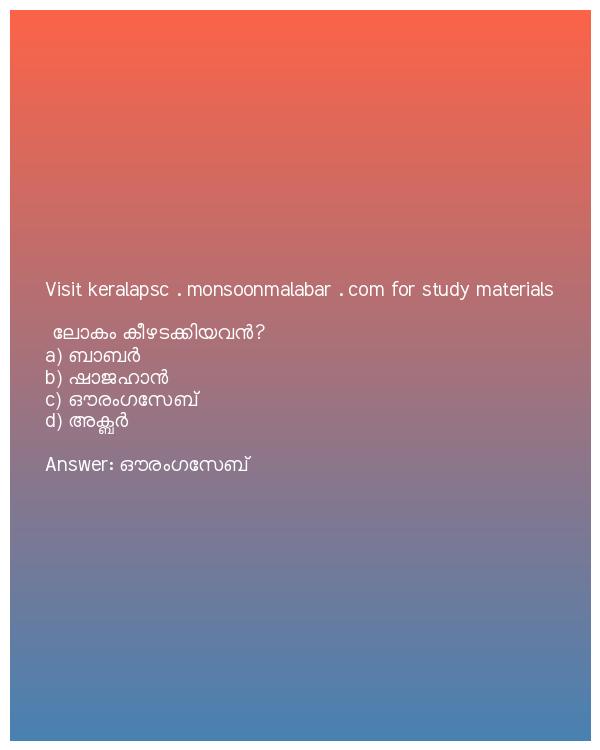 Visit keralapsc . monsoonmalabar . com for study materials
ലോകം കീഴടക്കിയവൻ?
a) ബാബർ
b) ഷാജഹാൻ
c) ഔരംഗസേബ്
d) അക്ബർ
Answer: ഔരംഗസേബ്